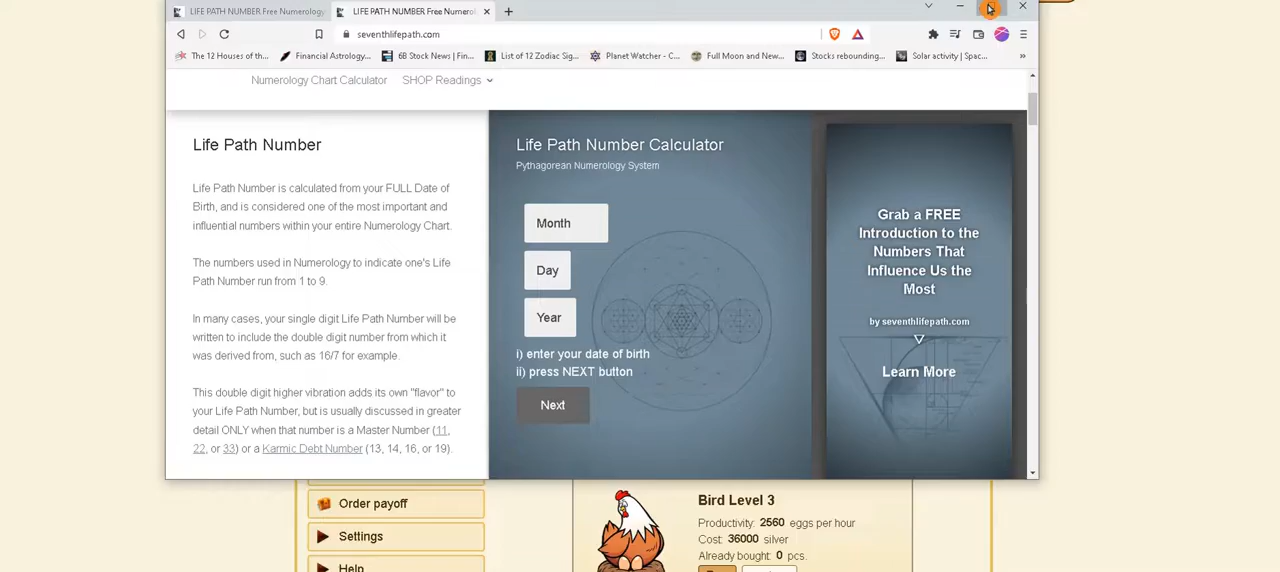 LIFE PATH NUMBER Free Numerology
LIFE PATH NUMBER Free Numerol
seventhlifepath.com
The 12 Houses of th...
Financial Astrology...
6B Stock News | Fin...
List of 12 Zodiac Sig...
Planet Watcher - C...
Full Moon and New...
Stocks rebounding...
Solar activity | Spac...
Numerology Chart Calculator
SHOP Readings
Life Path Number
Life Path Number is calculated from your FULL Date of
Birth, and is considered one of the most important and
influential numbers within your entire Numerology Chart.
The numbers used in Numerology to indicate one's Life
Path Number run from 1 to 9.
In many cases, your single digit Life Path Number will be
written to include the double digit number from which it
was derived from, such as 16/7 for example.
This double digit higher vibration adds its own "flavor" to
your Life Path Number, but is usually discussed in greater
detail ONLY when that number is a Master Number (11,
22, or 33) or a Karmic Debt Number (13, 14, 16, or 19).
Life Path Number Calculator
Pythagorean Numerology System
Month
Day
Year
i) enter your date of birth
ii) press NEXT button
Next
Grab a FREE
Introduction to the
Numbers That
Influence Us the
Most
by seventhlifepath.com
Learn More
Order payoff
Settings
Help
Bird Level 3
Productivity: 2560 eggs per hour
Cost: 36000 silver
Already bought: 0 pcs.